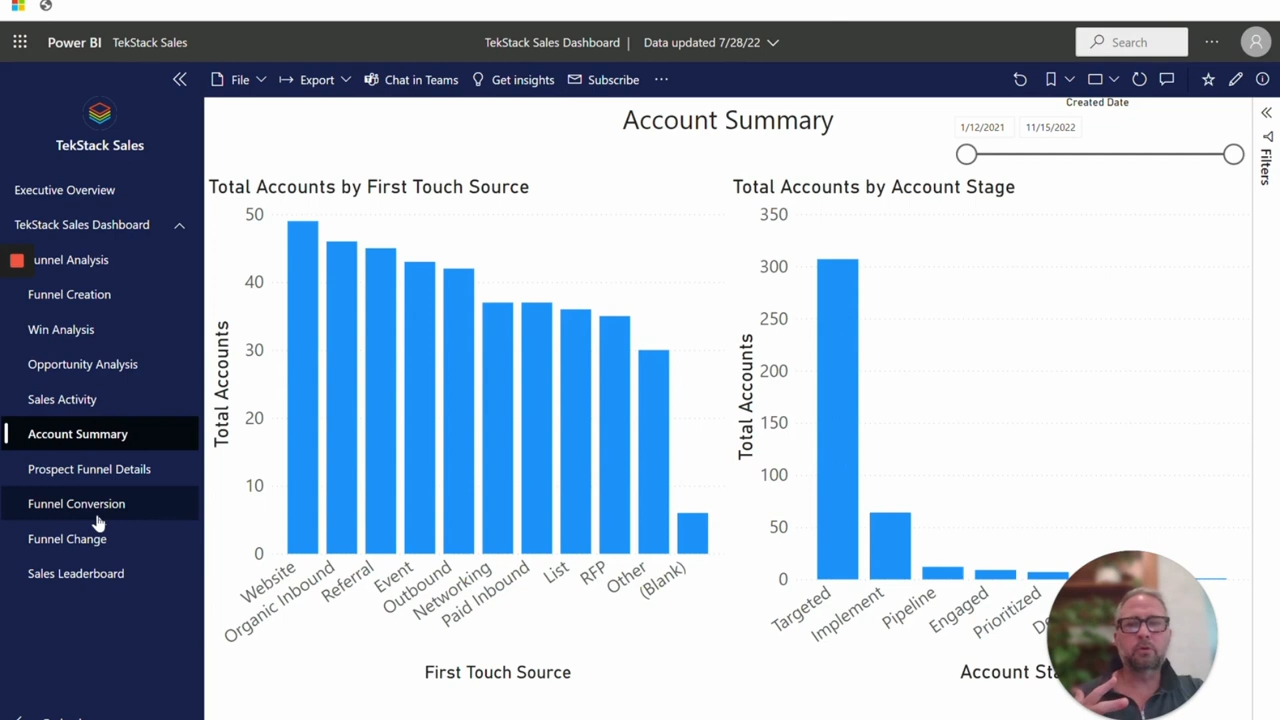 Power BI TekStack Sales TekStack Sales Dashboard | Data updated 7/28/22 Search
File Export Chat in Teams Get insights Subscribe
TekStack Sales
Executive Overview
TekStack Sales Dashboard
unnel Analysis
Funnel Creation
Win Analysis
Opportunity Analysis
Sales Activity
Account Summary
Prospect Funnel Details
Funnel Conversion
Funnel Change
Sales Leaderboard
Account Summary
Created Date
1/12/2021 11/15/2022
Filters
Total Accounts by First Touch Source
Total Accounts
50
40
30
20
10
0
Website
Organic Inbound
Referral
Event
Outbound
Networking
Paid Inbound
List
RFP
Other
(Blank)
First Touch Source
Total Accounts by Account Stage
Total Accounts
350
300
250
200
150
100
50
0
Targeted
Implement
Pipeline
Engaged
Prioritized
Account Sta